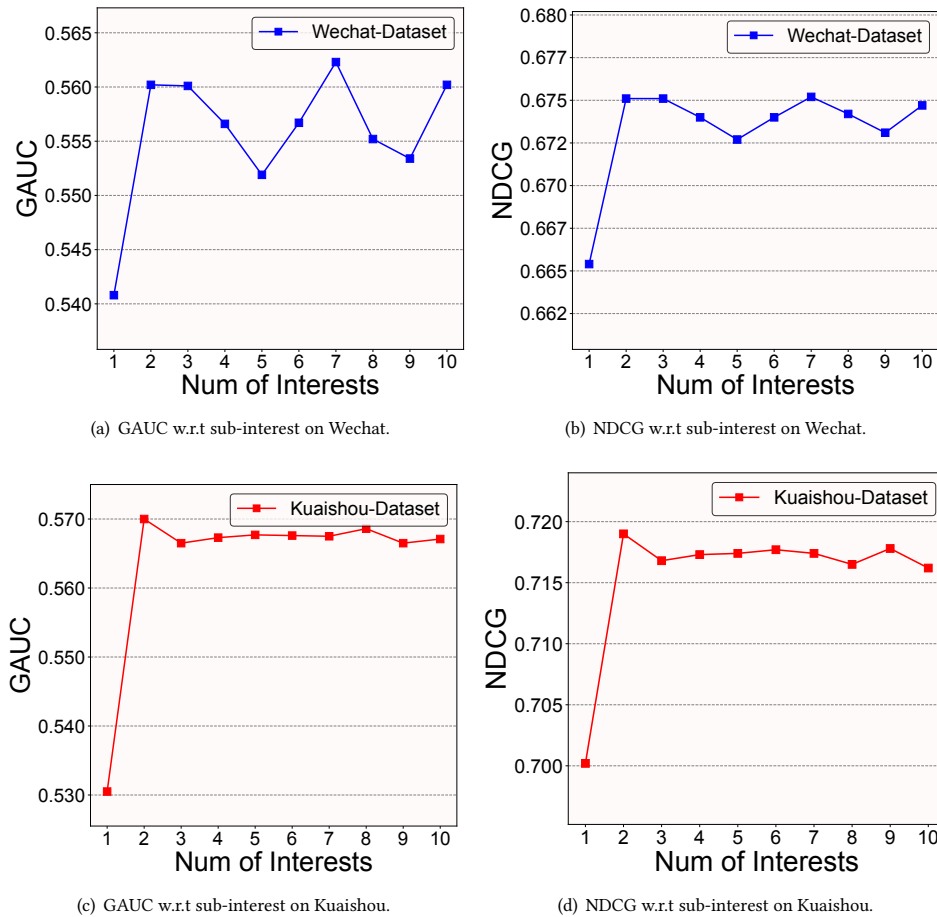 0.565
0.560
0.555
0.550
0.545
0.540
GAUC
Wechat-Dataset
1 2 3 4 5 6 7 8 9 10
Num of Interests
(a) GAUC w.r.t sub-interest on Wechat.
0.680
0.677
0.675
0.672
0.670
0.667
0.665
0.662
NDCG
Wechat-Dataset
1 2 3 4 5 6 7 8 9 10
Num of Interests
(b) NDCG w.r.t sub-interest on Wechat.
0.570
0.560
0.550
0.540
0.530
GAUC
Kuaishou-Dataset
1 2 3 4 5 6 7 8 9 10
Num of Interests
(c) GAUC w.r.t sub-interest on Kuaishou.
0.720
0.715
0.710
0.705
0.700
NDCG
Kuaishou-Dataset
1 2 3 4 5 6 7 8 9 10
Num of Interests
(d) NDCG w.r.t sub-interest on Kuaishou.